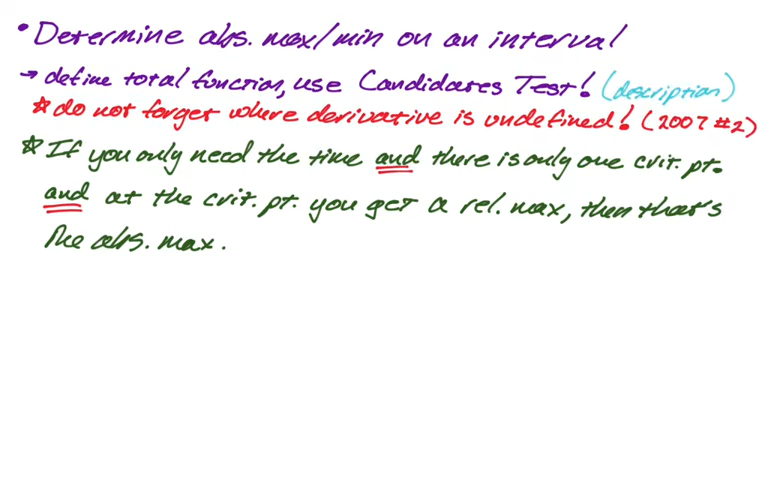 • Determine abs. max/min on an interval
→ define total function, use Candidates Test! (description)
☆ do not forget where derivative is undefined! (2007 #2)
☆ If you only need the time and there is only one crit. pt.
and at the crit. pt. you get a rel. max, then that's
the abs. max.